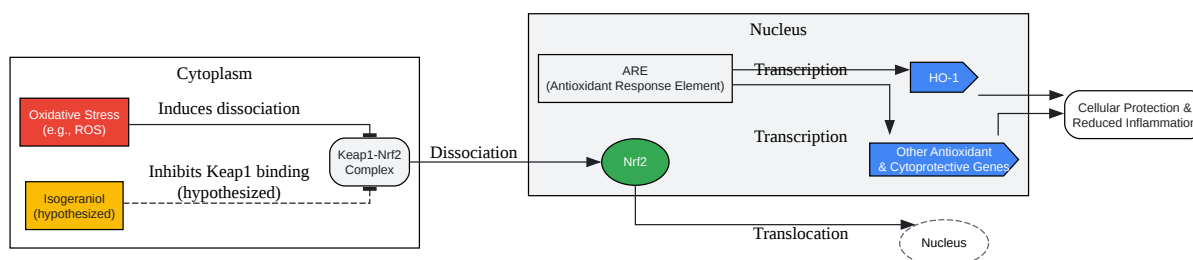 Nucleus
Cytoplasm
ARE
(Antioxidant Response Element)
Transcription
HO-1
Oxidative Stress
(e.g., ROS)
Induces dissociation
Cellular Protection &
Reduced Inflammation
Transcription
Keap1-Nrf2
Complex
Dissociation
Nrf2
Other Antioxidant
& Cytoprotective Genes
Inhibits Keap1 binding
(hypothesized)
Isogeraniol
(hypothesized)
Translocation
Nucleus